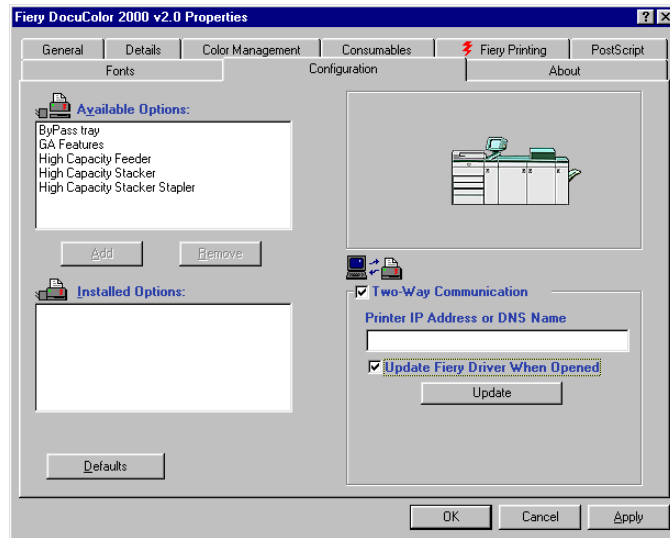 Fiery DocuColor 2000 v2.0 Properties
General Details Color Management Consumables Fiery Printing PostScript
Fonts Configuration About
Available Options:
ByPass tray
GA Features
High Capacity Feeder
High Capacity Stacker
High Capacity Stacker Stapler
Add Remove
Installed Options:
Two-Way Communication
Printer IP Address or DNS Name
Update Fiery Driver When Opened
Update
Defaults
OK Cancel Apply